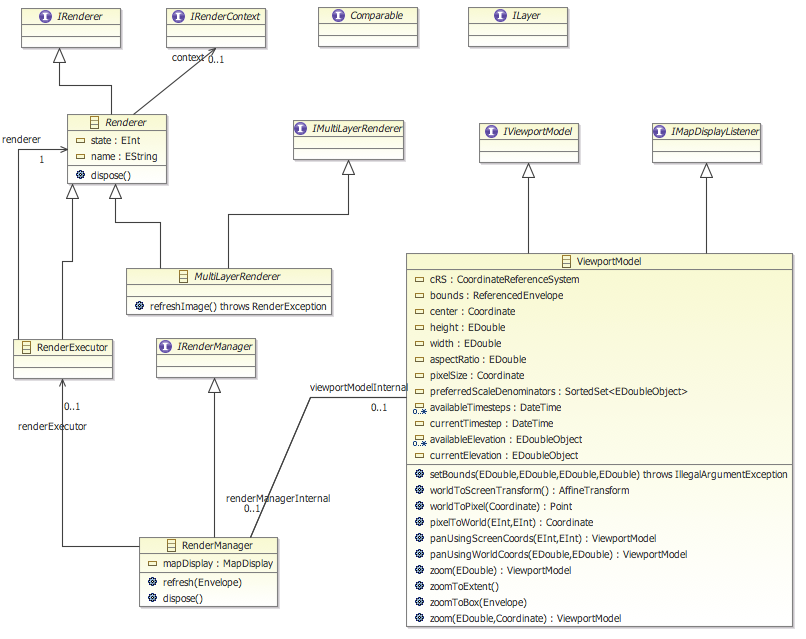 IRenderer
IRenderContext
Comparable
ILayer
context
0..1
Renderer
state : EInt
name : EString
dispose()
renderer
1
IMultiLayerRenderer
IViewportModel
IMapDisplayListener
MultiLayerRenderer
refreshImage() throws RenderException
ViewportModel
cRS : CoordinateReferenceSystem
bounds : ReferencedEnvelope
center : Coordinate
height : EDouble
width : EDouble
aspectRatio : EDouble
pixelSize : Coordinate
preferredScaleDenominators : SortedSet<EDoubleObject>
0..* availableTimesteps : DateTime
currentTimestep : DateTime
0..* availableElevation : EDoubleObject
currentElevation : EDoubleObject
setBounds(EDouble,EDouble,EDouble,EDouble) throws IllegalArgumentException
worldToScreenTransform() : AffineTransform
worldToPixel(Coordinate) : Point
pixelToWorld(EInt,EInt) : Coordinate
panUsingScreenCoords(EInt,EInt) : ViewportModel
panUsingWorldCoords(EDouble,EDouble) : ViewportModel
zoom(EDouble) : ViewportModel
zoomToExtent()
zoomToBox(Envelope)
zoom(EDouble,Coordinate) : ViewportModel
RenderExecutor
IRenderManager
viewportModelInternal
0..1
0..1
renderExecutor
renderManagerInternal
0..1
RenderManager
mapDisplay : MapDisplay
refresh(Envelope)
dispose()